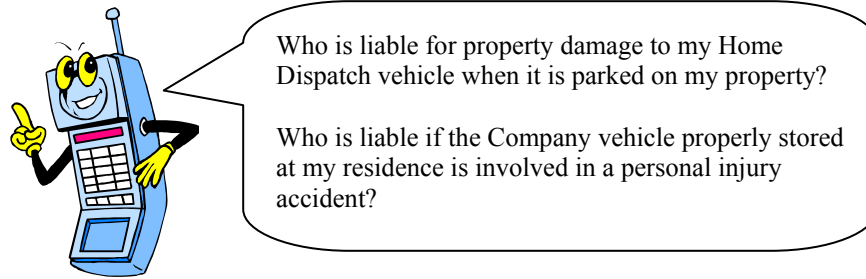 Who is liable for property damage to my Home
Dispatch vehicle when it is parked on my property?
Who is liable if the Company vehicle properly stored
at my residence is involved in a personal injury
accident?